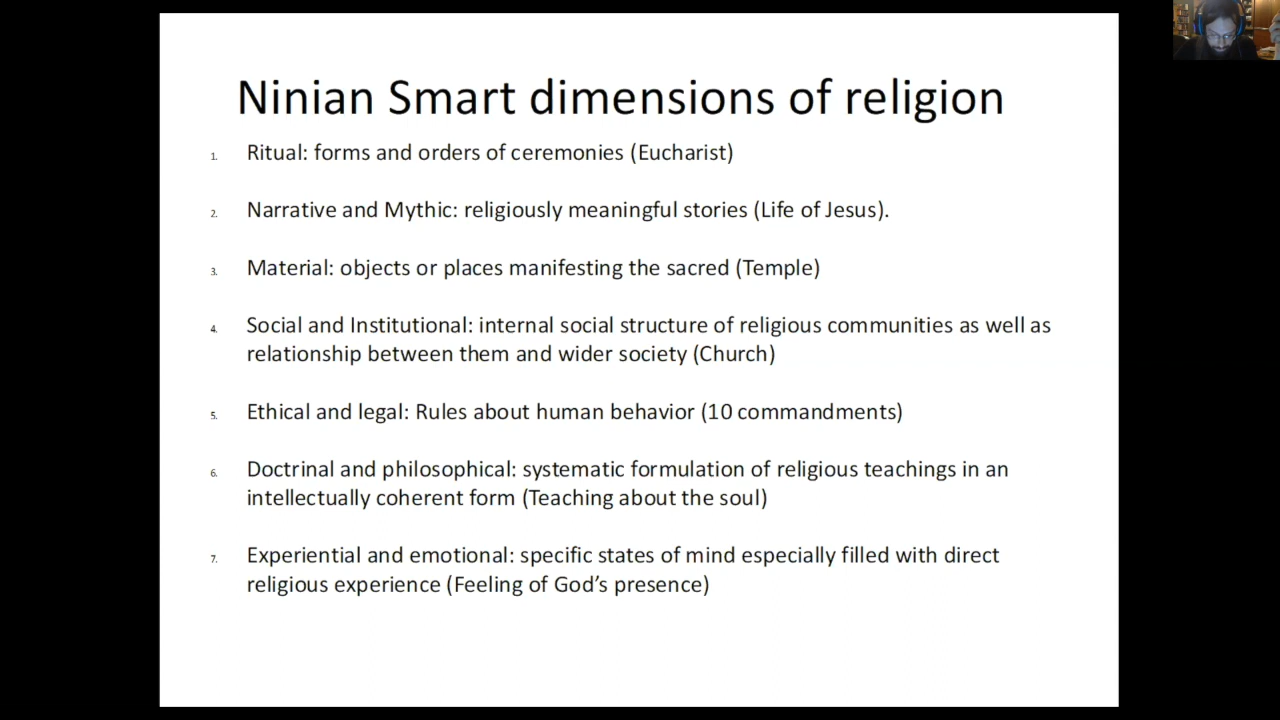 Ninian Smart dimensions of religion
1. Ritual: forms and orders of ceremonies (Eucharist)
2. Narrative and Mythic: religiously meaningful stories (Life of Jesus).
3. Material: objects or places manifesting the sacred (Temple)
4. Social and Institutional: internal social structure of religious communities as well as
relationship between them and wider society (Church)
5. Ethical and legal: Rules about human behavior (10 commandments)
6. Doctrinal and philosophical: systematic formulation of religious teachings in an
intellectually coherent form (Teaching about the soul)
7. Experiential and emotional: specific states of mind especially filled with direct
religious experience (Feeling of God’s presence)